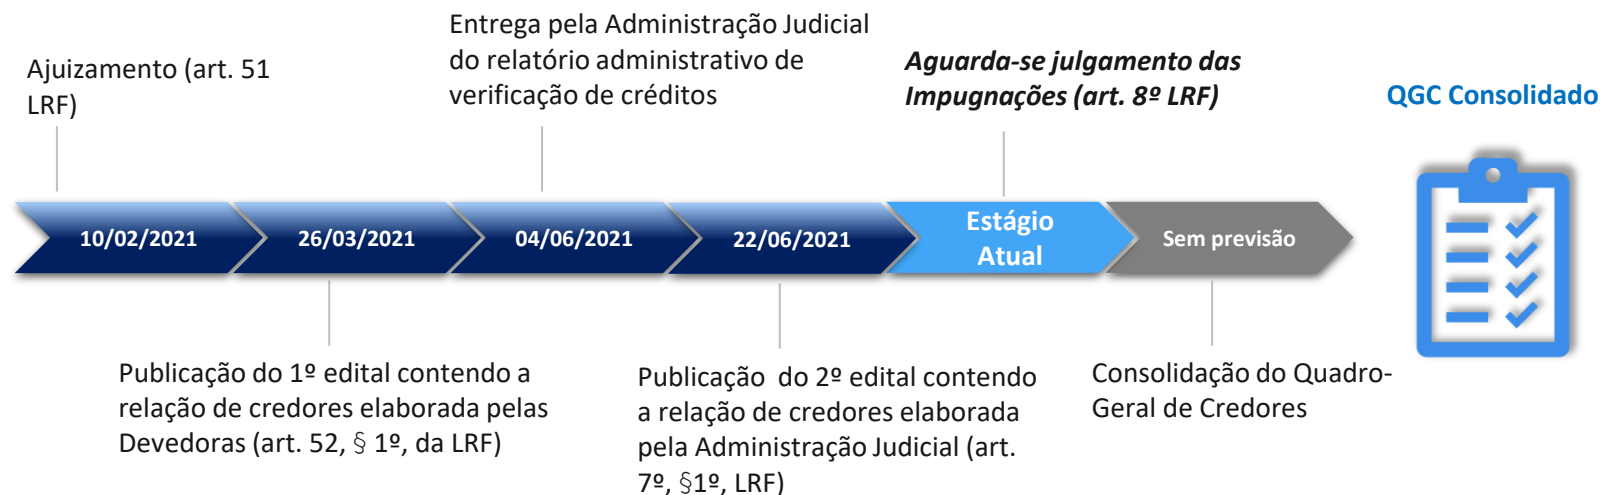 Ajuizamento (art. 51
LRF)
Entrega pela Administração Judicial
do relatório administrativo de
verificação de créditos
Aguarda-se julgamento das
Impugnações (art. 8º LRF)
QGC Consolidado
10/02/2021
26/03/2021
04/06/2021
22/06/2021
Estágio
Atual
Sem previsão
Publicação do 1º edital contendo a
relação de credores elaborada pelas
Devedoras (art. 52, § 1º, da LRF)
Publicação  do 2º edital contendo
a relação de credores elaborada
pela Administração Judicial (art.
7º, §1º, LRF)
Consolidação do Quadro-
Geral de Credores